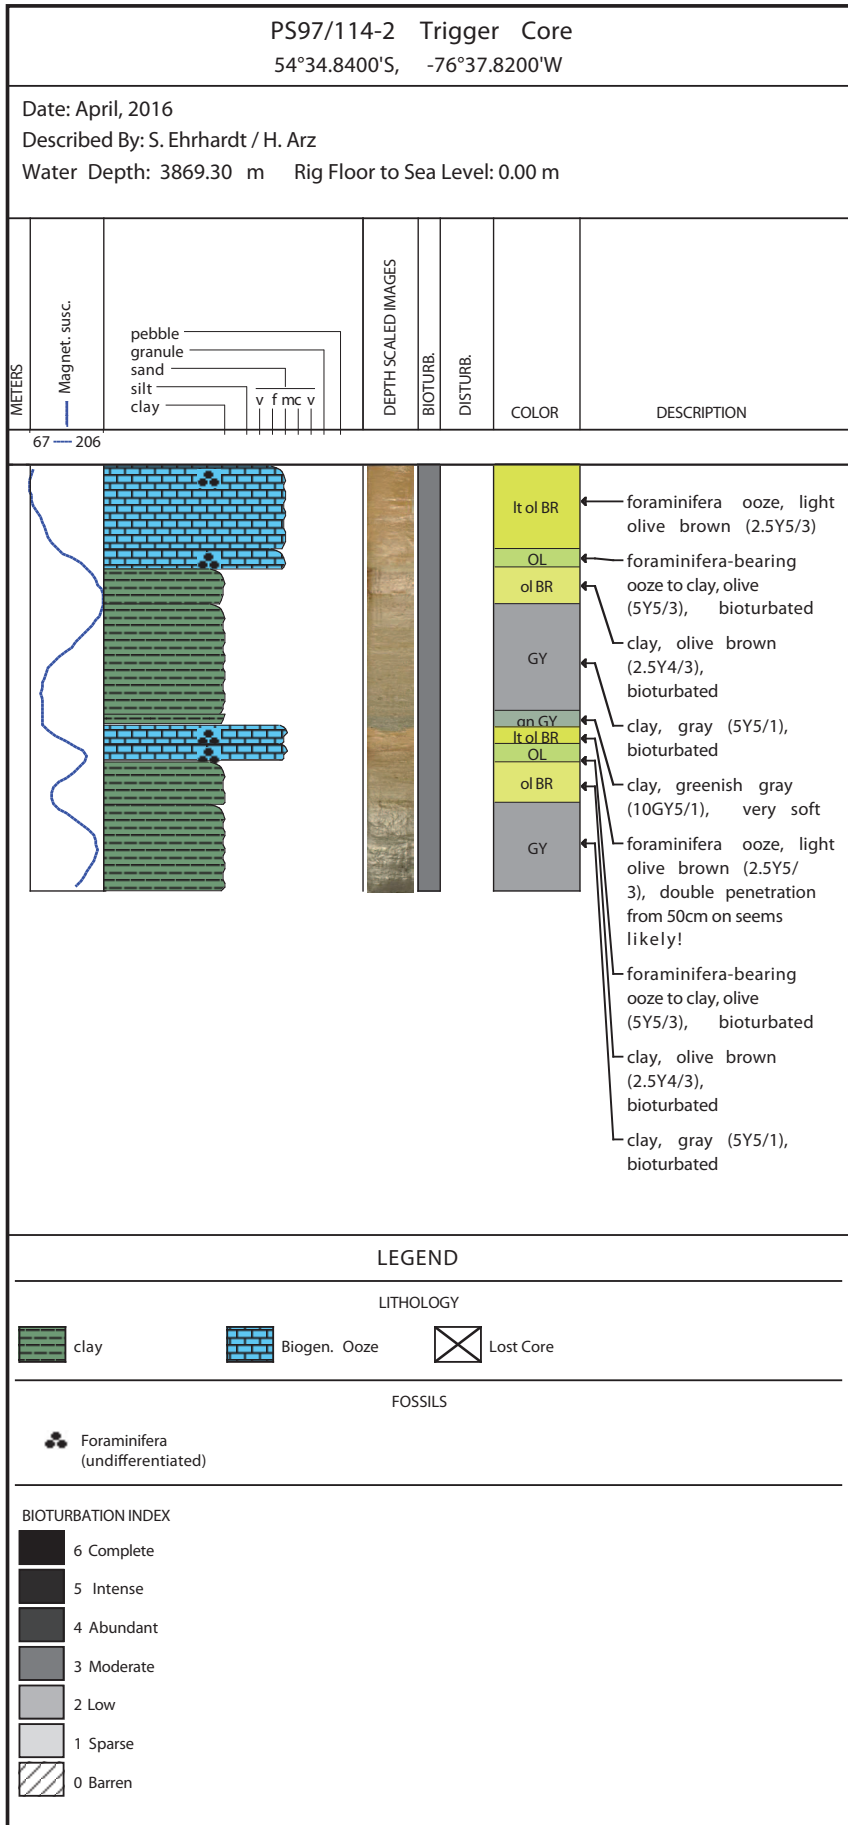 PS97/114-2 Trigger Core
54°34.8400'S, -76°37.8200'W
Date: April, 2016
Described By: S. Ehrhardt / H. Arz
Water Depth: 3869.30 m Rig Floor to Sea Level: 0.00 m
METERS
Magnet. susc.
pebble
granule
sand
silt
v f mc v
clay
DEPTH SCALED IMAGES
BIOTURB.
DISTURB.
COLOR
DESCRIPTION
67 206
lt ol BR
OL
ol BR
GY
gn GY
lt ol BR
OL
ol BR
GY
foraminifera ooze, light
olive brown (2.5Y5/3)
foraminifera-bearing
ooze to clay, olive
(5Y5/3), bioturbated
clay, olive brown
(2.5Y4/3),
bioturbated
clay, gray (5Y5/1),
bioturbated
clay, greenish gray
(10GY5/1), very soft
foraminifera ooze, light
olive brown (2.5Y5/
3), double penetration
from 50cm on seems
likely!
foraminifera-bearing
ooze to clay, olive
(5Y5/3), bioturbated
clay, olive brown
(2.5Y4/3),
bioturbated
clay, gray (5Y5/1),
bioturbated
LEGEND
LITHOLOGY
clay
Biogen. Ooze
Lost Core
FOSSILS
Foraminifera
(undifferentiated)
BIOTURBATION INDEX
6 Complete
5 Intense
4 Abundant
3 Moderate
2 Low
1 Sparse
0 Barren